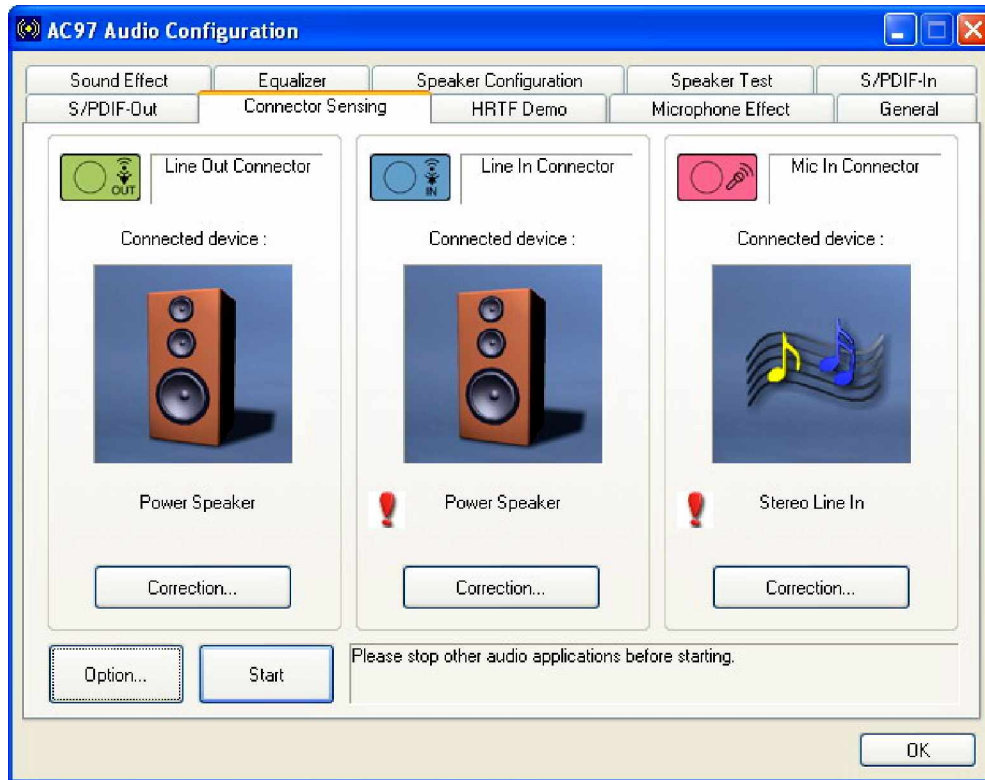 AC97 Audio Configuration
Sound Effect
Equalizer
Speaker Configuration
Speaker Test
S/PDIF-In
S/PDIF-Out
Connector Sensing
HRTF Demo
Microphone Effect
General
OUT
Line Out Connector
IN
Line In Connector
Mic In Connector
Connected device :
Connected device :
Connected device :
Power Speaker
Power Speaker
Stereo Line In
Correction...
Correction...
Correction...
Option...
Start
Please stop other audio applications before starting.
OK